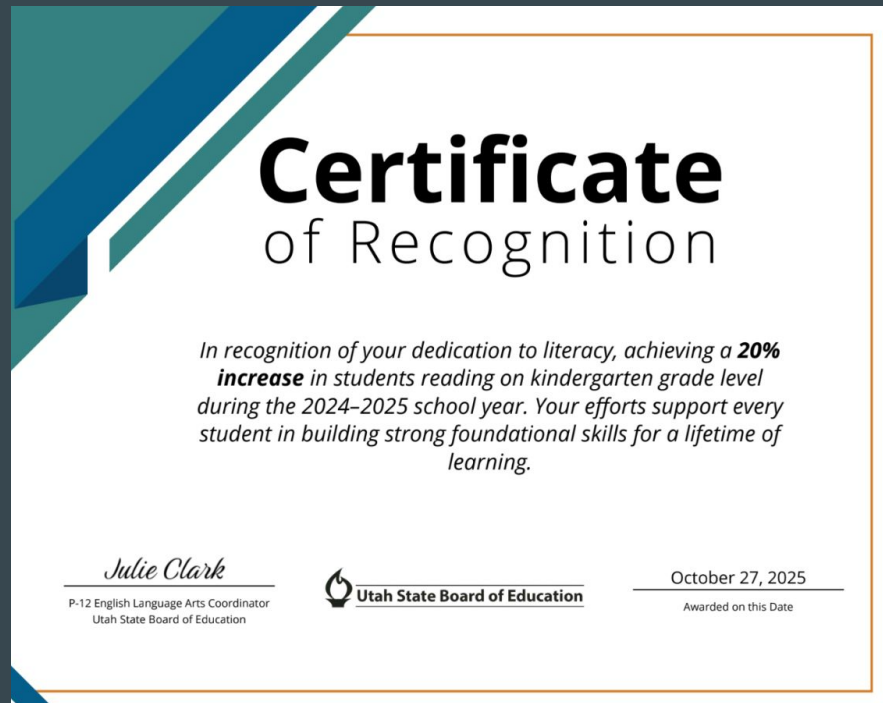 Certificate
of Recognition
In recognition of your dedication to literacy, achieving a 20%
increase in students reading on kindergarten grade level
during the 2024–2025 school year. Your efforts support every
student in building strong foundational skills for a lifetime of
learning.
Julie Clark
P-12 English Language Arts Coordinator
Utah State Board of Education
Utah State Board of Education
October 27, 2025
Awarded on this Date